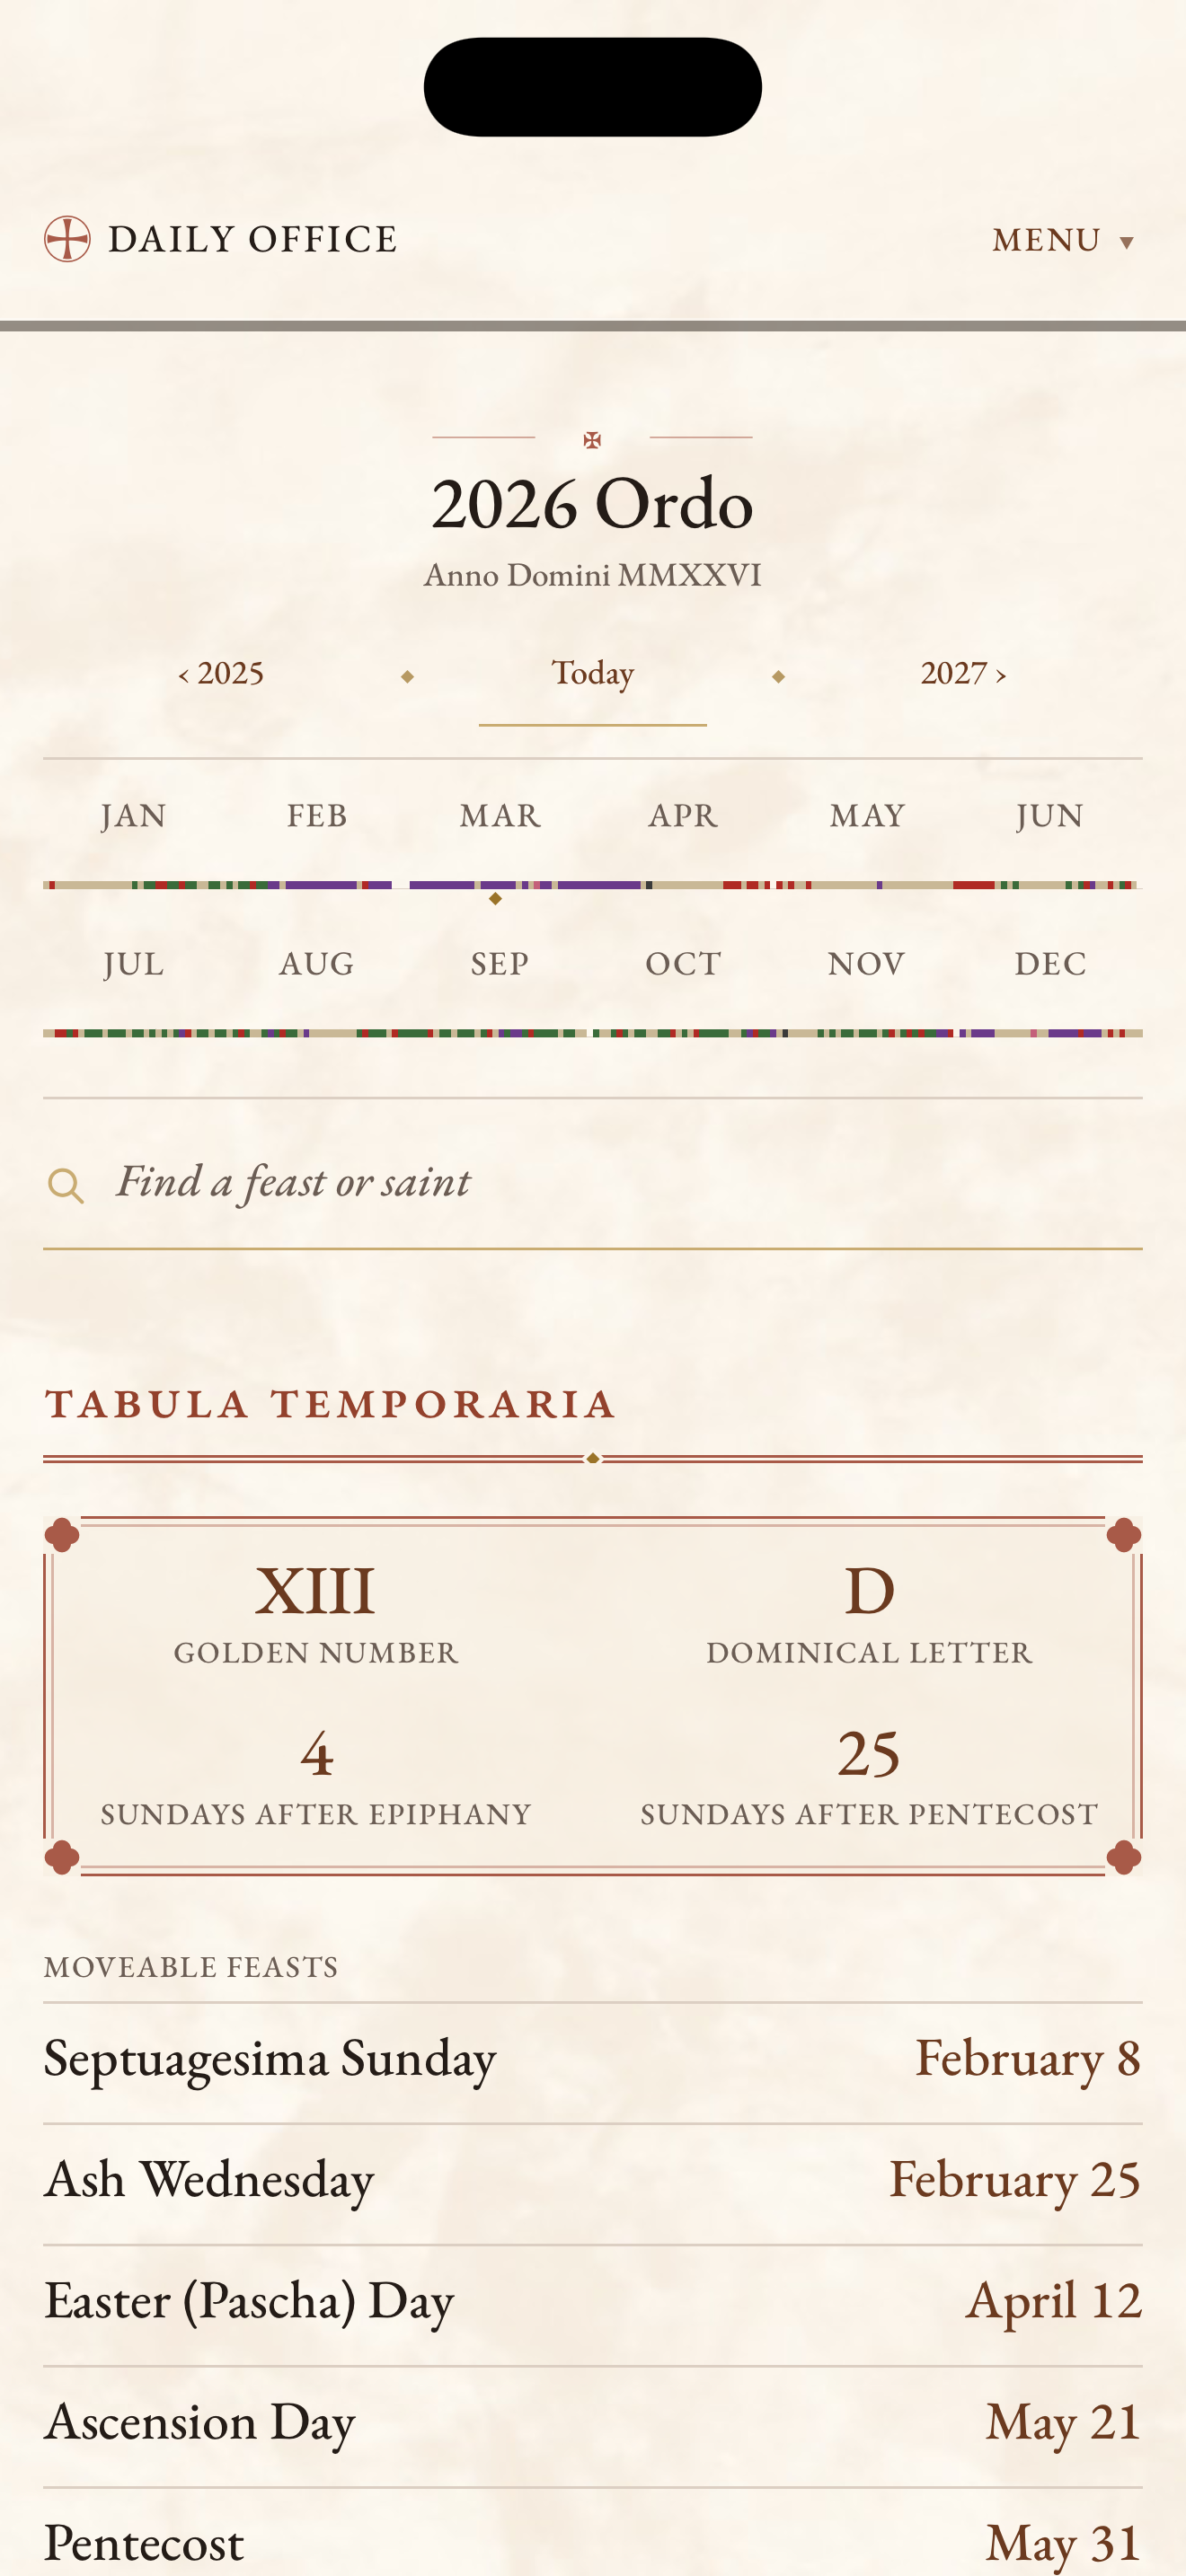 DAILY OFFICE
MENU ▼
✠
2026 Ordo
Anno Domini MMXXVI
‹ 2025 ◆ Today ◆ 2027 ›
JAN FEB MAR APR MAY JUN
JUL AUG SEP OCT NOV DEC
Find a feast or saint
TABULA TEMPORARIA
XIII D
GOLDEN NUMBER DOMINICAL LETTER
4 25
SUNDAYS AFTER EPIPHANY SUNDAYS AFTER PENTECOST
MOVEABLE FEASTS
Septuagesima Sunday February 8
Ash Wednesday February 25
Easter (Pascha) Day April 12
Ascension Day May 21
Pentecost May 31